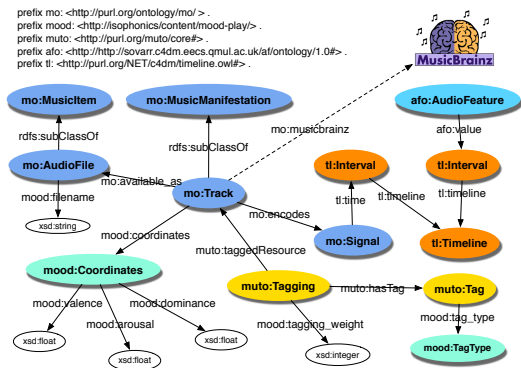 prefix mo: <http://purl.org/ontology/mo/ > .
prefix mood: <http://isophonics/content/mood-play/> .
prefix muto: <http://purl.org/muto/core#> .
prefix afo: <http://http://sovarr.c4dm.eecs.qmul.ac.uk/af/ontology/1.0#> .
prefix tl: <http://purl.org/NET/c4dm/timeline.owl#> .
MusicBrainz
mo:MusicItem
mo:MusicManifestation
afo:AudioFeature
mo:musicbrainz
afo:value
rdfs:subClassOf
rdfs:subClassOf
mo:AudioFile
tl:Interval
tl:Interval
mo:available_as
mo:Track
mood:filename
tl:time
tl:timeline
tl:timeline
mo:encodes
xsd:string
mood:coordinates
mo:Signal
tl:Timeline
muto:taggedResource
mood:Coordinates
muto:Tagging
muto:hasTag
muto:Tag
mood:valence
mood:dominance
mood:arousal
mood:tagging_weight
mood:tag_type
xsd:float
xsd:float
xsd:float
xsd:integer
mood:TagType